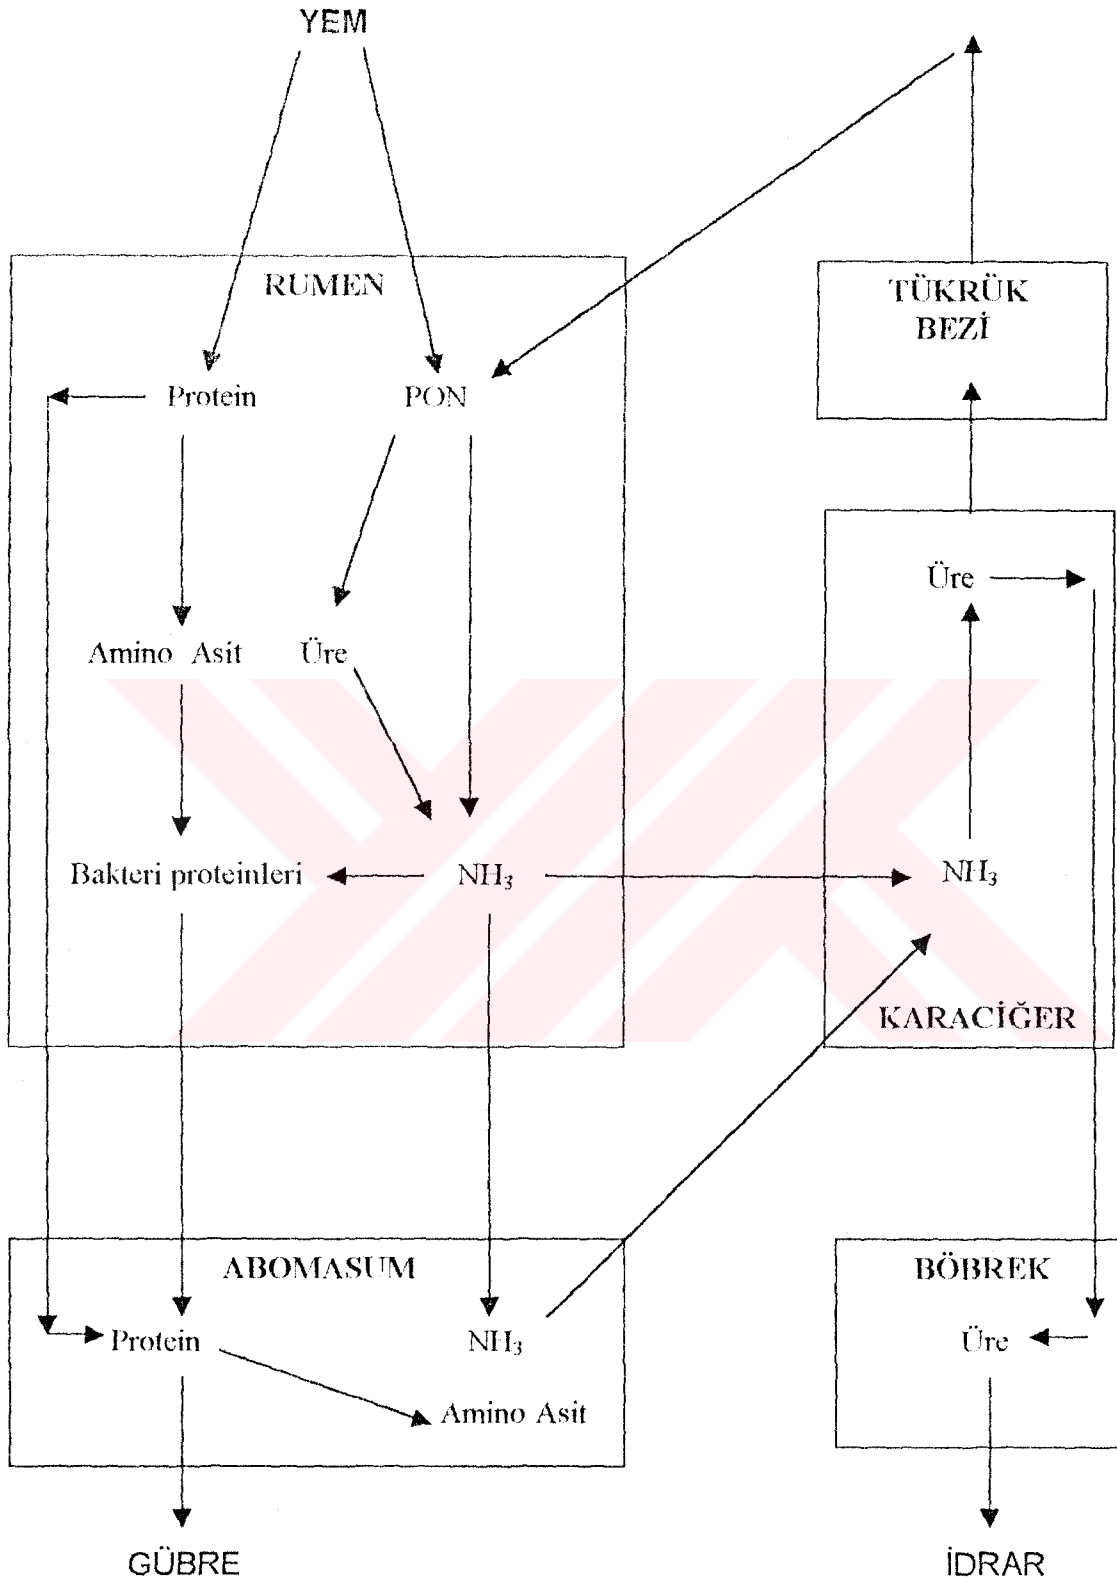 YEM
RUMEN
TÜKRÜK
BEZİ
Protein
PON
Üre
Amino Asit
Üre
Bakteri proteinleri
NH₃
NH₃
KARACİĞER
ABOMASUM
BÖBREK
Protein
NH₃
Üre
Amino Asit
GÜBRE
İDRAR